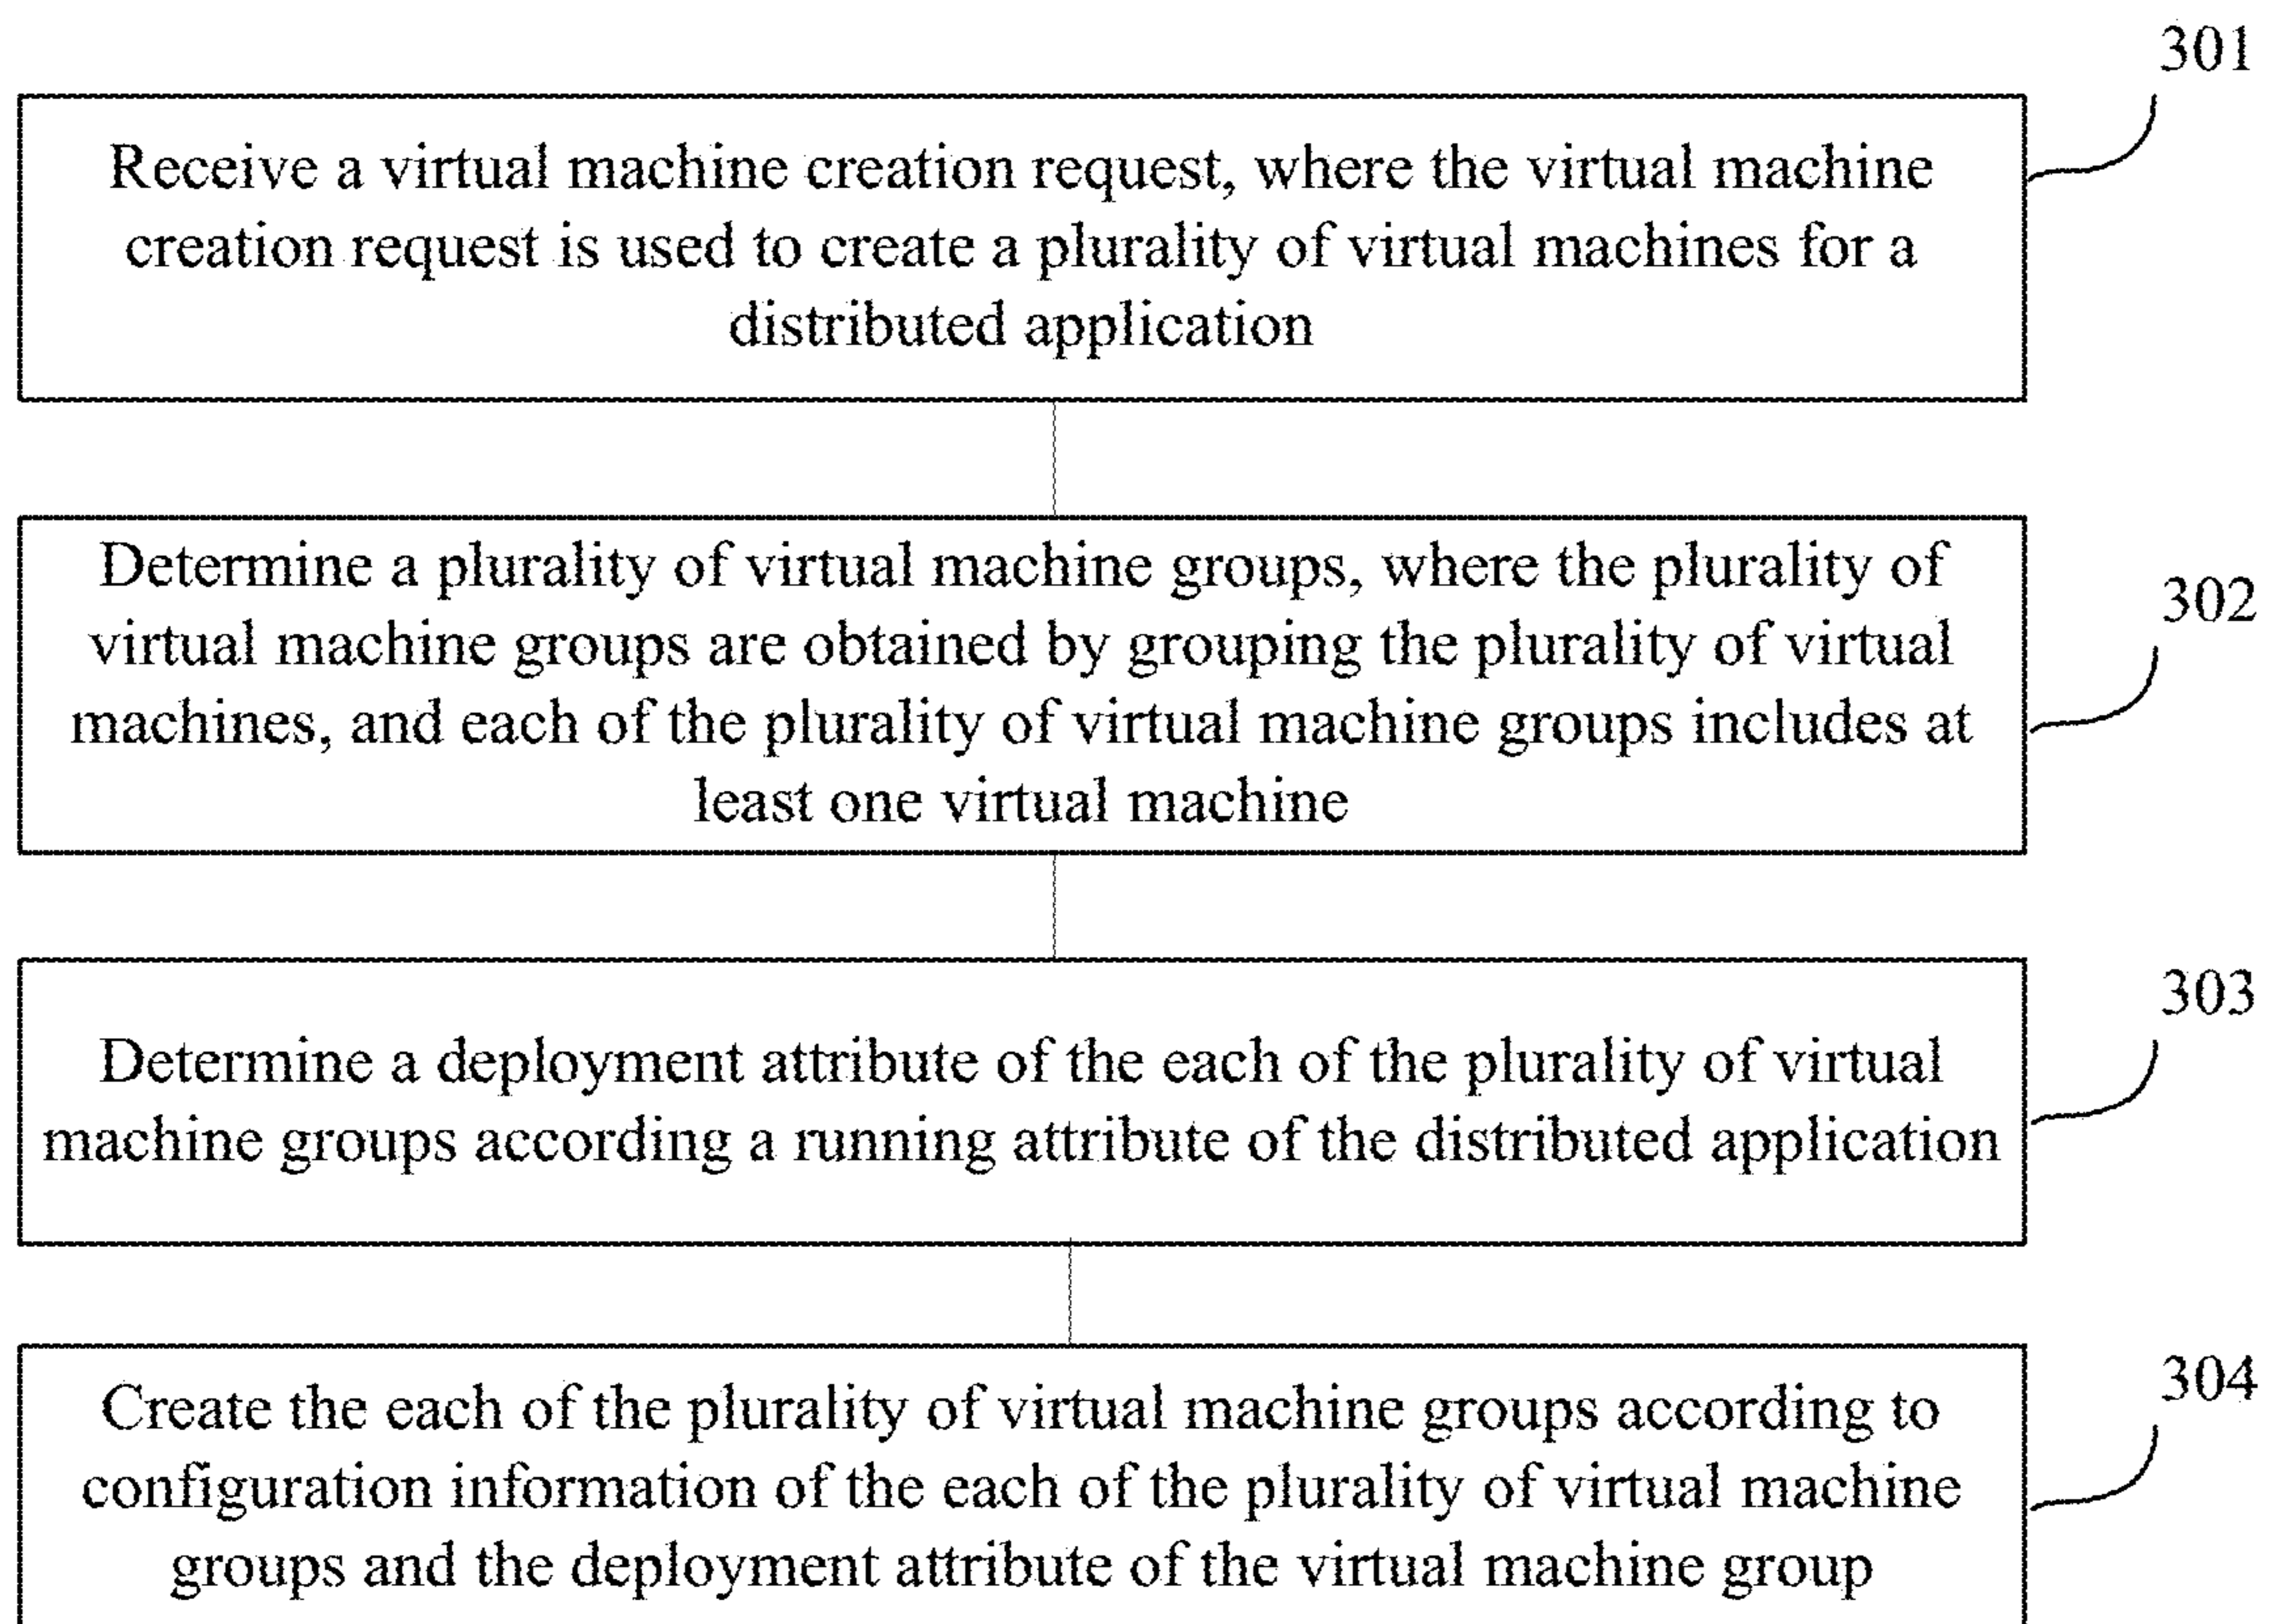 301
Receive a virtual machine creation request, where the virtual machine
creation request is used to create a plurality of virtual machines for a
distributed application
302
Determine a plurality of virtual machine groups, where the plurality of
virtual machine groups are obtained by grouping the plurality of virtual
machines, and each of the plurality of virtual machine groups includes at
least one virtual machine
303
Determine a deployment attribute of the each of the plurality of virtual
machine groups according a running attribute of the distributed application
304
Create the each of the plurality of virtual machine groups according to
configuration information of the each of the plurality of virtual machine
groups and the deployment attribute of the virtual machine group